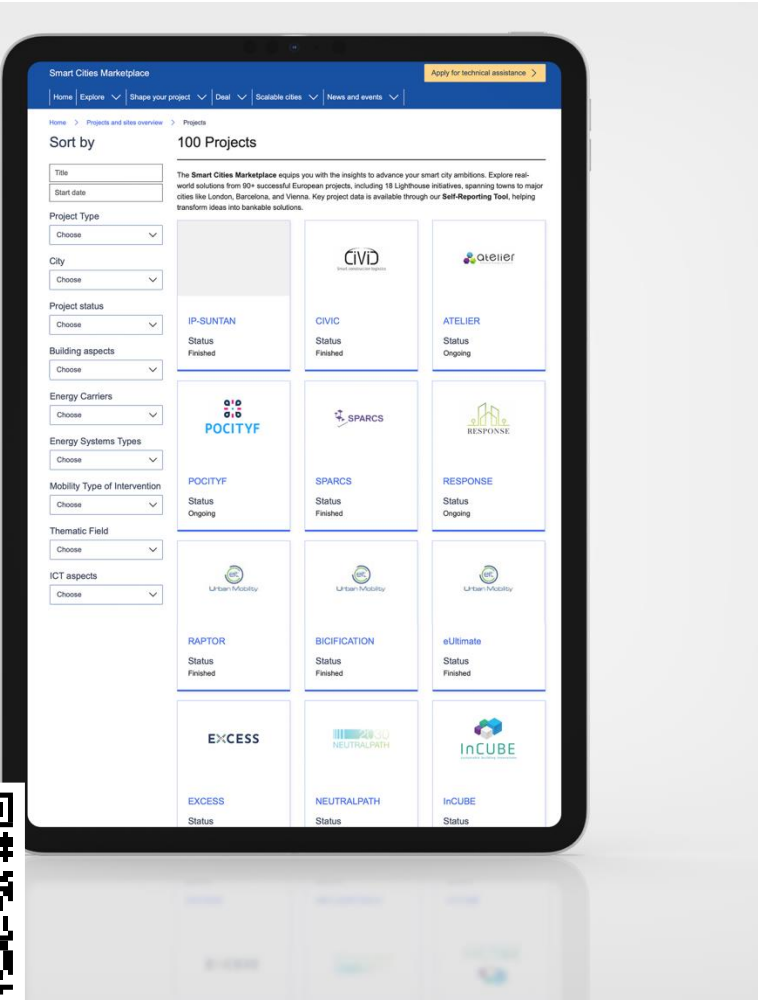 Smart Cities Marketplace
Apply for technical assistance
Home Explore Shape your project Deal Scalable cities News and events
Home > Projects and sites overview > Projects
Sort by
100 Projects
Title
Start date
The Smart Cities Marketplace equips you with the insights to advance your smart city ambitions. Explore real-
world solutions from 90+ successful European projects, including 18 Lighthouse initiatives, spanning towns to major
cities like London, Barcelona, and Vienna. Key project data is available through our Self-Reporting Tool, helping
transform ideas into bankable solutions.
Project Type
Choose
City
Choose
Project status
Choose
Building aspects
Choose
Energy Carriers
Choose
Energy Systems Types
Choose
Mobility Type of Intervention
Choose
Thematic Field
Choose
ICT aspects
Choose
CiViC
Smart construction logistics
atelier
IP-SUNTAN
CIVIC
ATELIER
Status
Finished
Status
Finished
Status
Ongoing
POCITYF
SPARCS
RESPONSE
POCITYF
SPARCS
RESPONSE
Status
Ongoing
Status
Finished
Status
Ongoing
Urban Mobility
Urban Mobility
Urban Mobility
RAPTOR
BICIFICATION
eUltimate
Status
Finished
Status
Finished
Status
Finished
EXCESS
NEUTRALPATH
InCUBE
EXCESS
NEUTRALPATH
InCUBE
Status
Status
Status